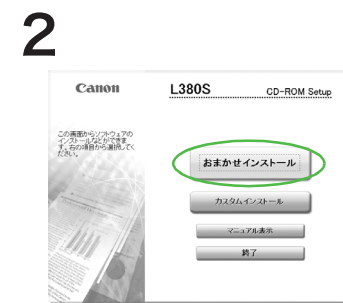 2
Canon
L380S
CD-ROM Setup
この画面からソフトウェアの
インストールなどができま
す。右の項目から選択してく
ださい。
おまかせインストール
カスタムインストール
マニュアル表示
終了